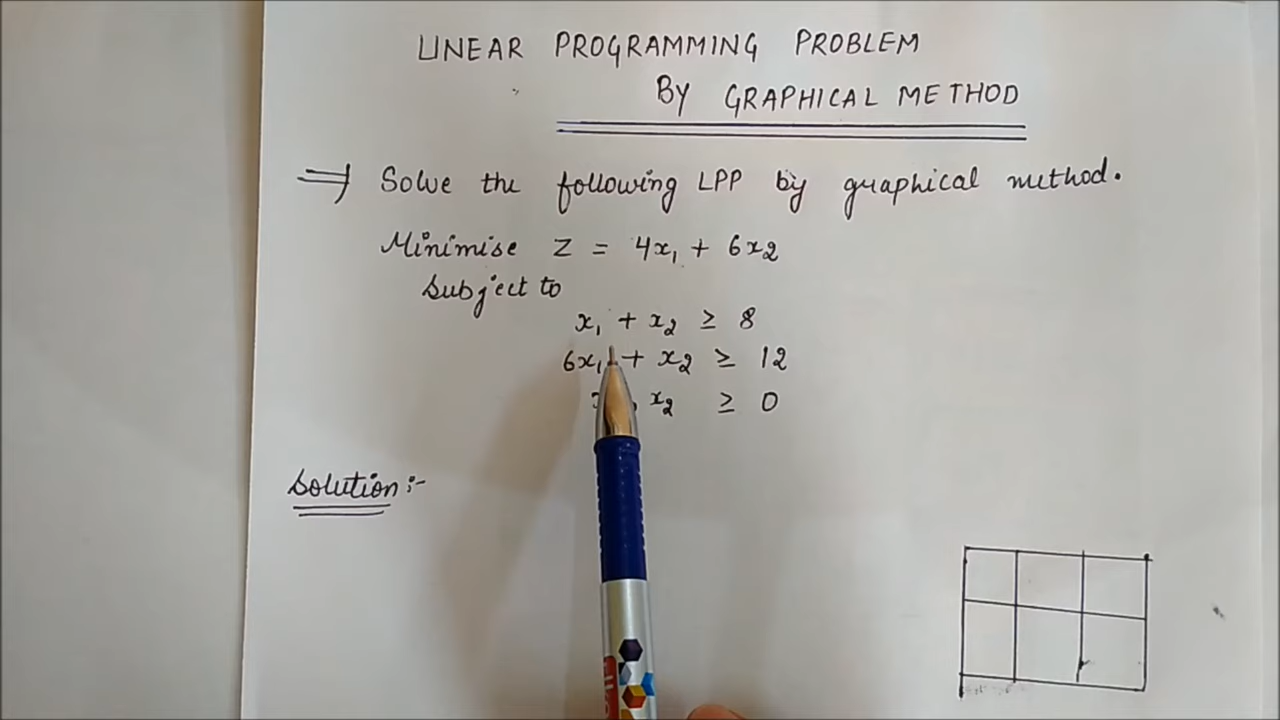 LINEAR PROGRAMMING PROBLEM
BY GRAPHICAL METHOD
⇒ Solve the following LPP by graphical method.
Minimise Z = 4x₁ + 6x₂
Subject to
x₁ + x₂ ≥ 8
6x₁ + x₂ ≥ 12
, x₂ ≥ 0
Solution :-